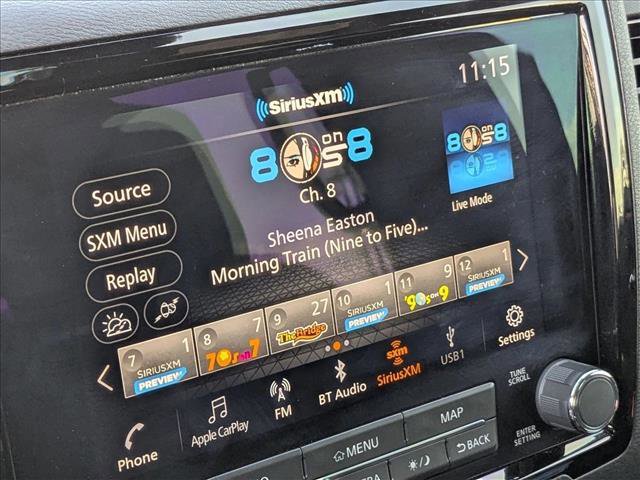 11:15
SiriusXM
80s on 8
Ch. 8
Live Mode
Source
SXM Menu
Replay
Sheena Easton
Morning Train (Nine to Five)...
7 1 SIRIUSXM PREVIEW
8 7 70s on 7
9 27 The Bridge
10 1 SIRIUSXM PREVIEW
11 9 '90s on 9
12 1 SIRIUSXM PREVIEW
Phone
Apple CarPlay
FM
BT Audio
sxm
SiriusXM
USB1
Settings
TUNE
SCROLL
ENTER
SETTING
MENU
MAP
BACK